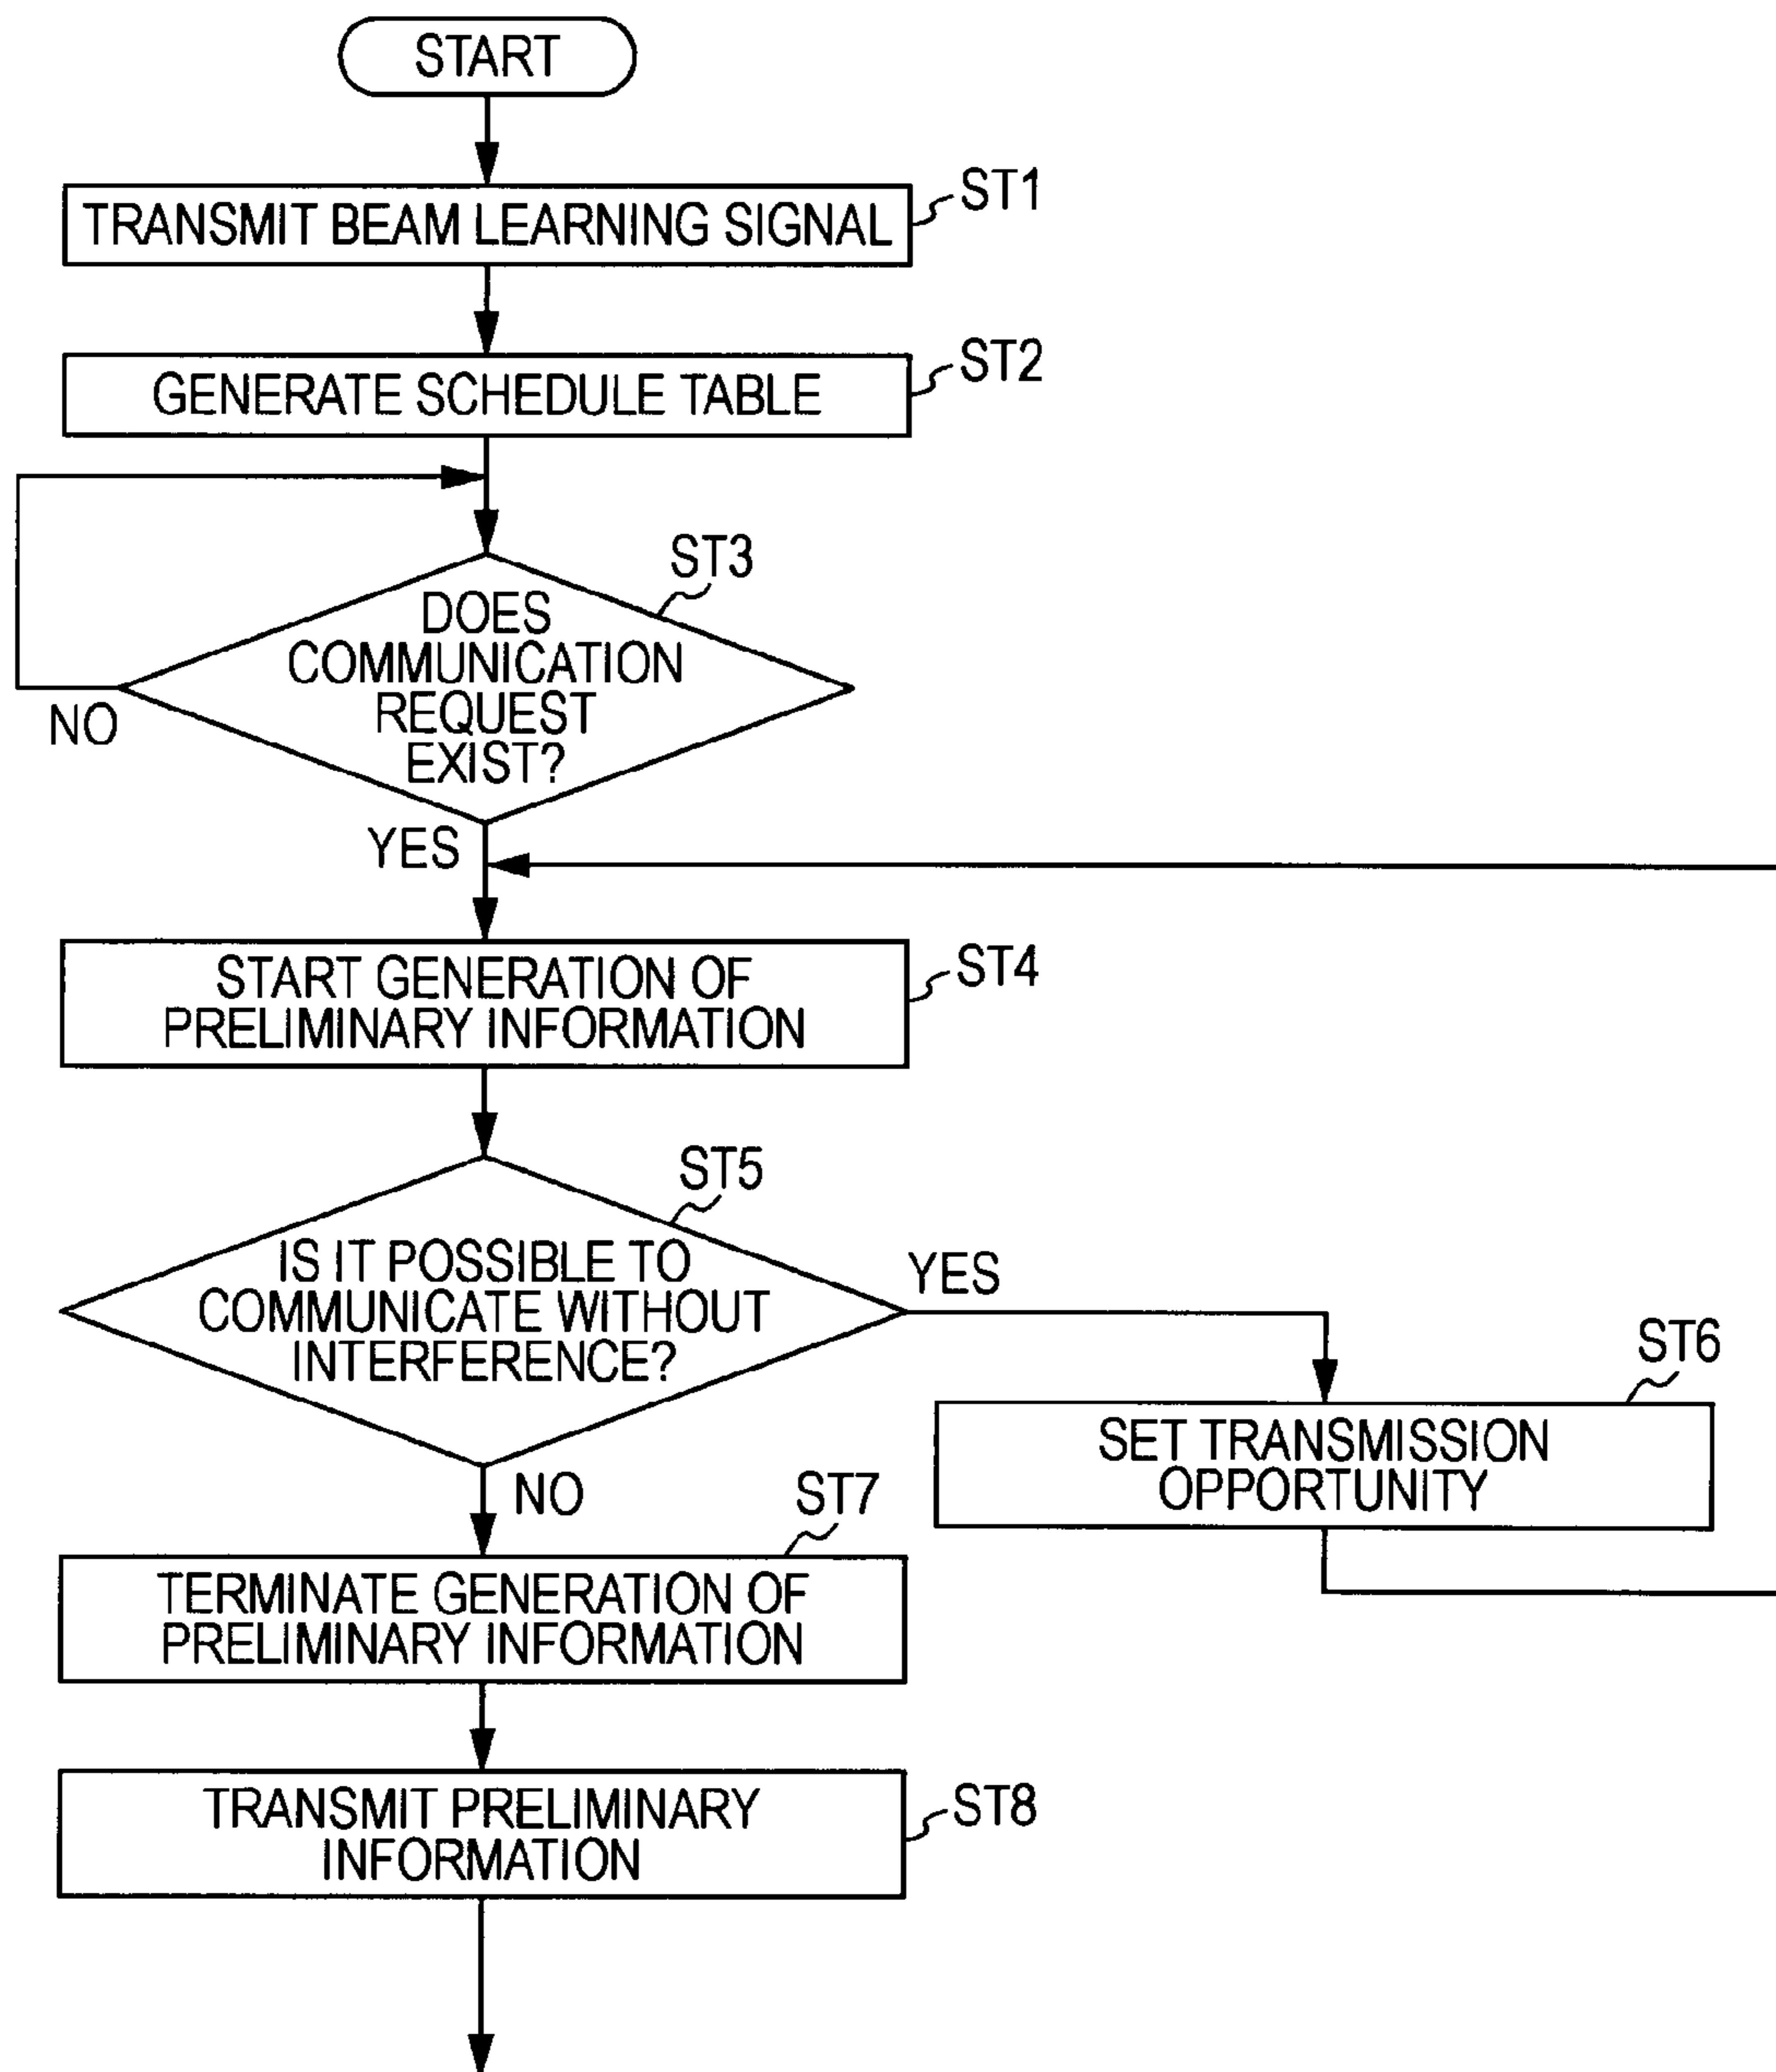 START
TRANSMIT BEAM LEARNING SIGNAL
ST1
GENERATE SCHEDULE TABLE
ST2
ST3
DOES
COMMUNICATION
REQUEST
EXIST?
NO
YES
START GENERATION OF
PRELIMINARY INFORMATION
ST4
ST5
IS IT POSSIBLE TO
COMMUNICATE WITHOUT
INTERFERENCE?
YES
ST6
SET TRANSMISSION
OPPORTUNITY
NO
ST7
TERMINATE GENERATION OF
PRELIMINARY INFORMATION
TRANSMIT PRELIMINARY
INFORMATION
ST8